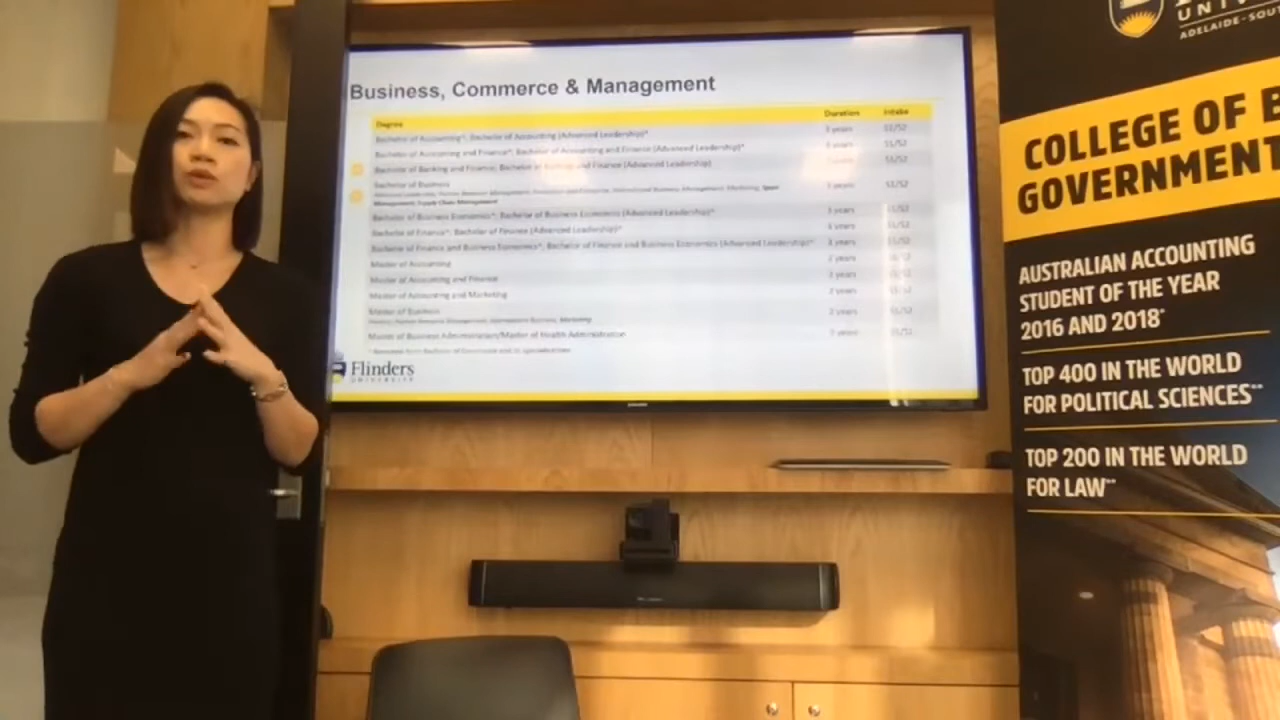 Business, Commerce & Management
Degree Duration Intake
Bachelor of Accounting*; Bachelor of Accounting (Advanced Leadership)* 3 years S1/S2
Bachelor of Accounting and Finance*; Bachelor of Accounting and Finance (Advanced Leadership)* 3 years S1/S2
Bachelor of Banking and Finance; Bachelor of Banking and Finance (Advanced Leadership) S1/S2
Bachelor of Business 3 years S1/S2
Management; Supply Chain Management
Bachelor of Business Economics*; Bachelor of Business Economics (Advanced Leadership)* 3 years S1/S2
Bachelor of Finance*; Bachelor of Finance (Advanced Leadership)* 3 years S1/S2
Bachelor of Finance and Business Economics*; Bachelor of Finance and Business Economics (Advanced Leadership)* years S1/S2
Master of Accounting 2 years
Master of Accounting and Finance 2 years
Master of Accounting and Marketing 2 years
Master of Business 2 years S1/S2
Master of Business Administration/Master of Health Administration years S1/S2
Flinders
UNIVERSITY
ADELAIDE
COLLEGE OF
GOVERNMENT
AUSTRALIAN ACCOUNTING
STUDENT OF THE YEAR
2016 AND 2018*
TOP 400 IN THE WORLD
FOR POLITICAL SCIENCES**
TOP 200 IN THE WORLD
FOR LAW**